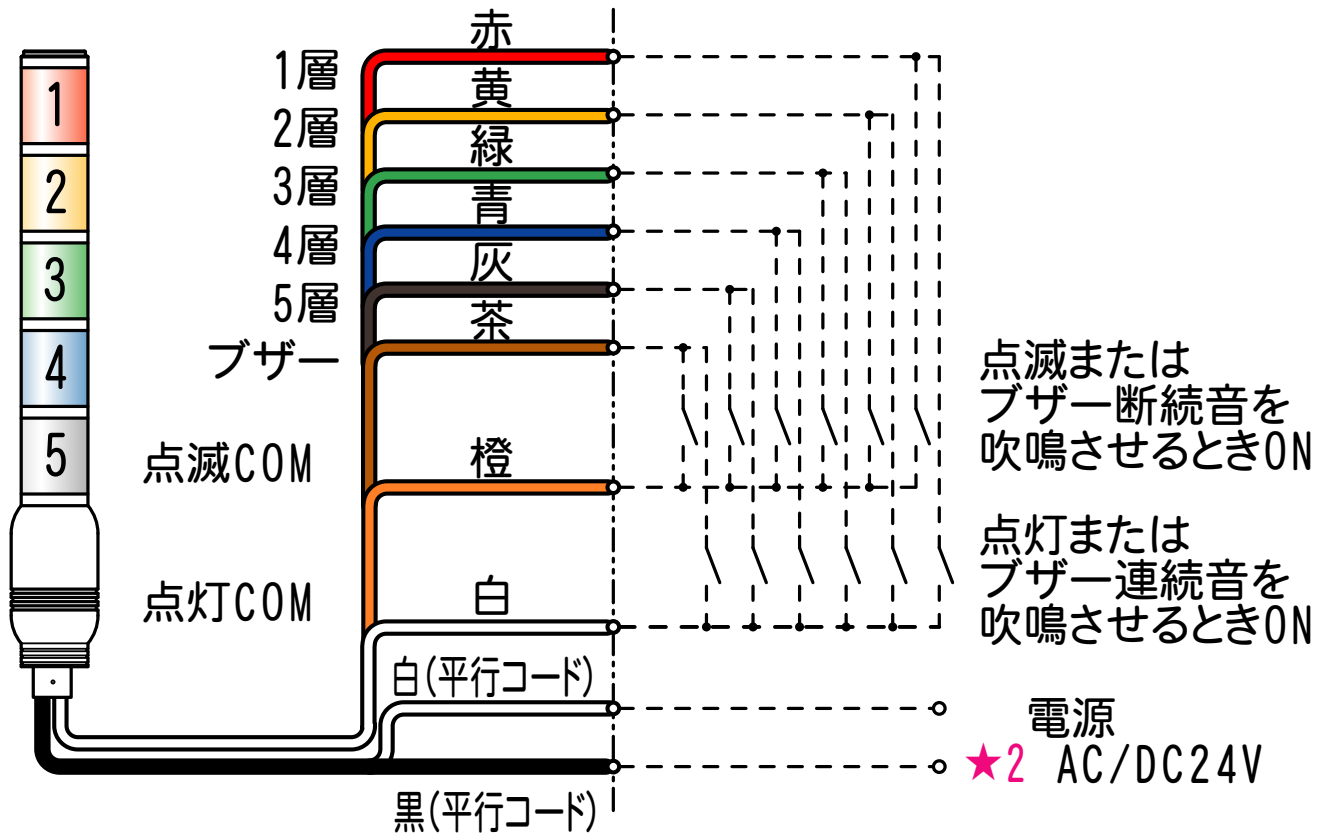 1
2
3
4
5
1層
2層
3層
4層
5層
ブザー
点滅COM
点灯COM
赤
黄
緑
青
灰
茶
橙
白
白(平行コード)
黒(平行コード)
点滅または
ブザー断続音を
吹鳴させるときON
点灯または
ブザー連続音を
吹鳴させるときON
電源
★2 AC/DC24V